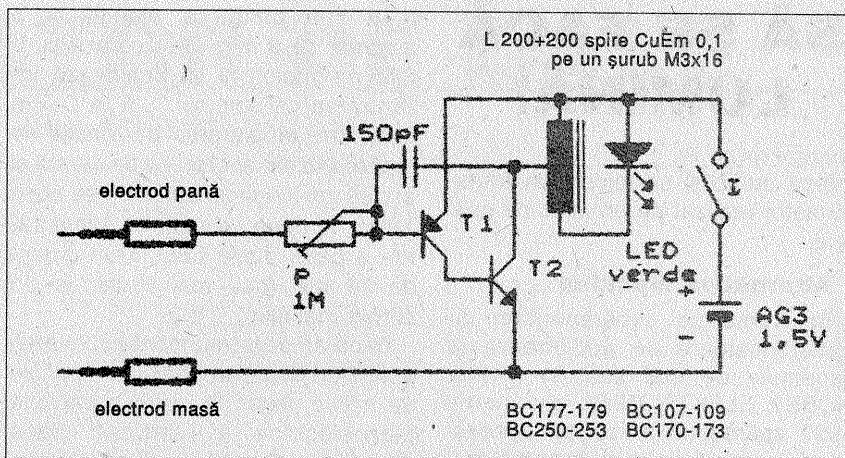 L 200+200 spire CuEm 0,1
pe un şurub M3x16
150pF
electrod pană
T1
I
P
1M
T2
LED
verde
+
AG3
-
1,5V
electrod masă
BC177-179 BC107-109
BC250-253 BC170-173